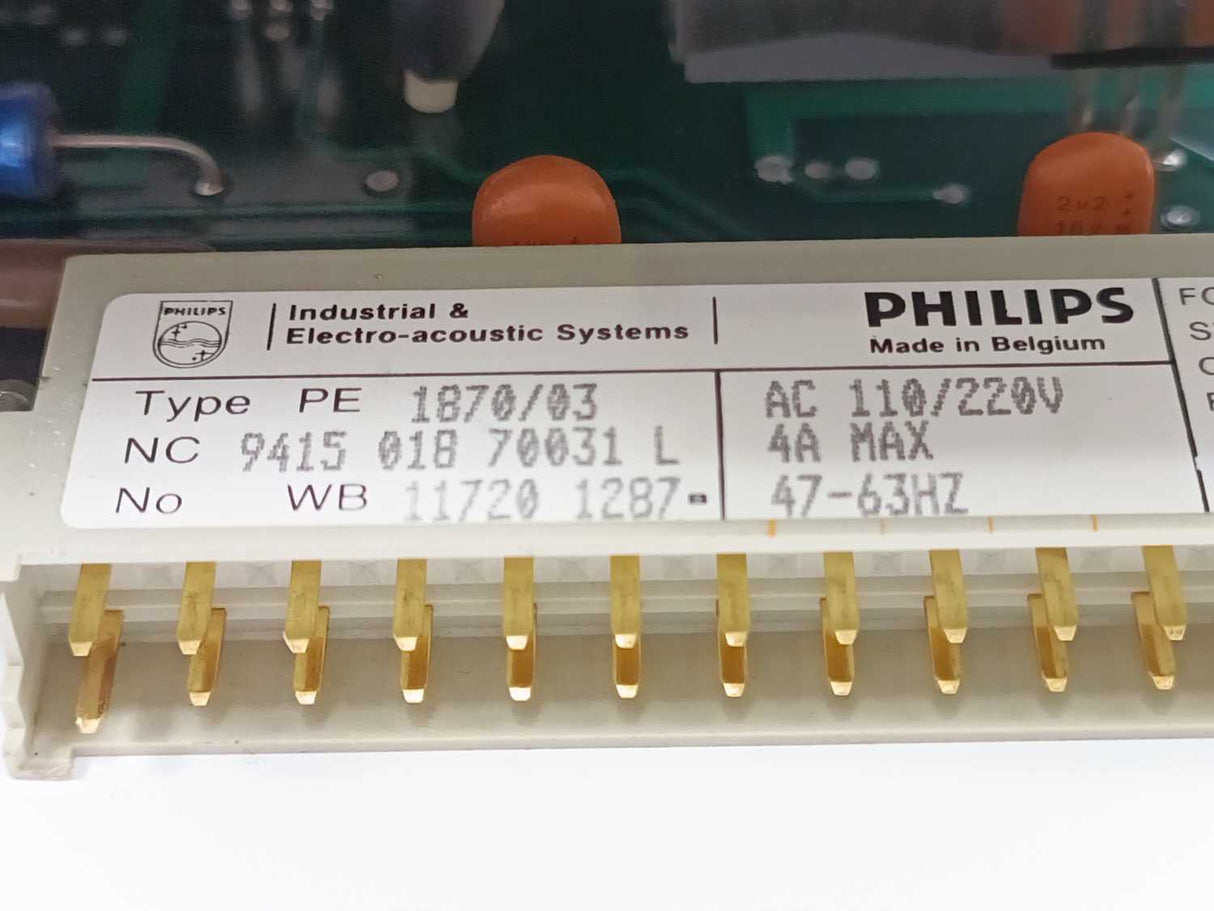 2µ2 +
PHILIPS
Industrial &
Electro-acoustic Systems
PHILIPS
Made in Belgium
Type PE 1870/03
NC 9415 018 70031 L
No WB 11720 1287-
AC 110/220V
4A MAX
47-63HZ